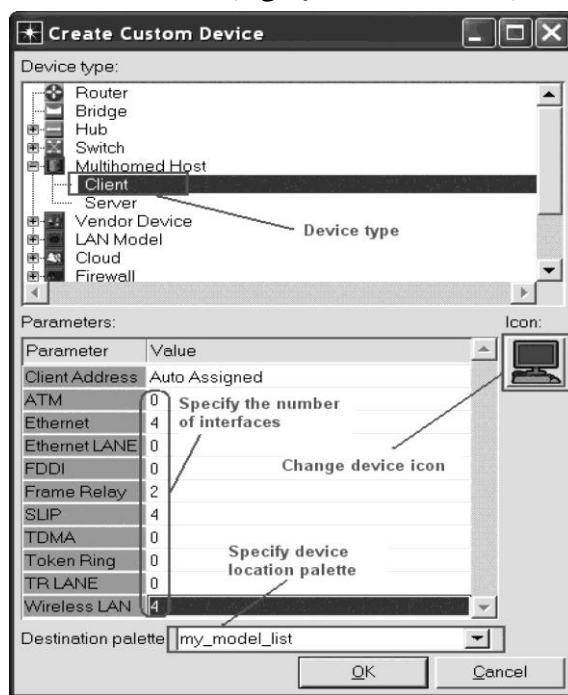 Create Custom Device
Device type:
Router
Bridge
Hub
Switch
Multihomed Host
Client
Server
Vendor Device
LAN Model
Cloud
Firewall
Device type
Parameters:
Icon:
Parameter Value
Client Address Auto Assigned
ATM 0
Ethernet 4
Ethernet LANE 0
FDDI 0
Frame Relay 2
SLIP 4
TDMA 0
Token Ring 0
TR LANE 0
Wireless LAN 4
Specify the number
of interfaces
Change device icon
Specify device
location palette
Destination palette my_model_list
OK Cancel